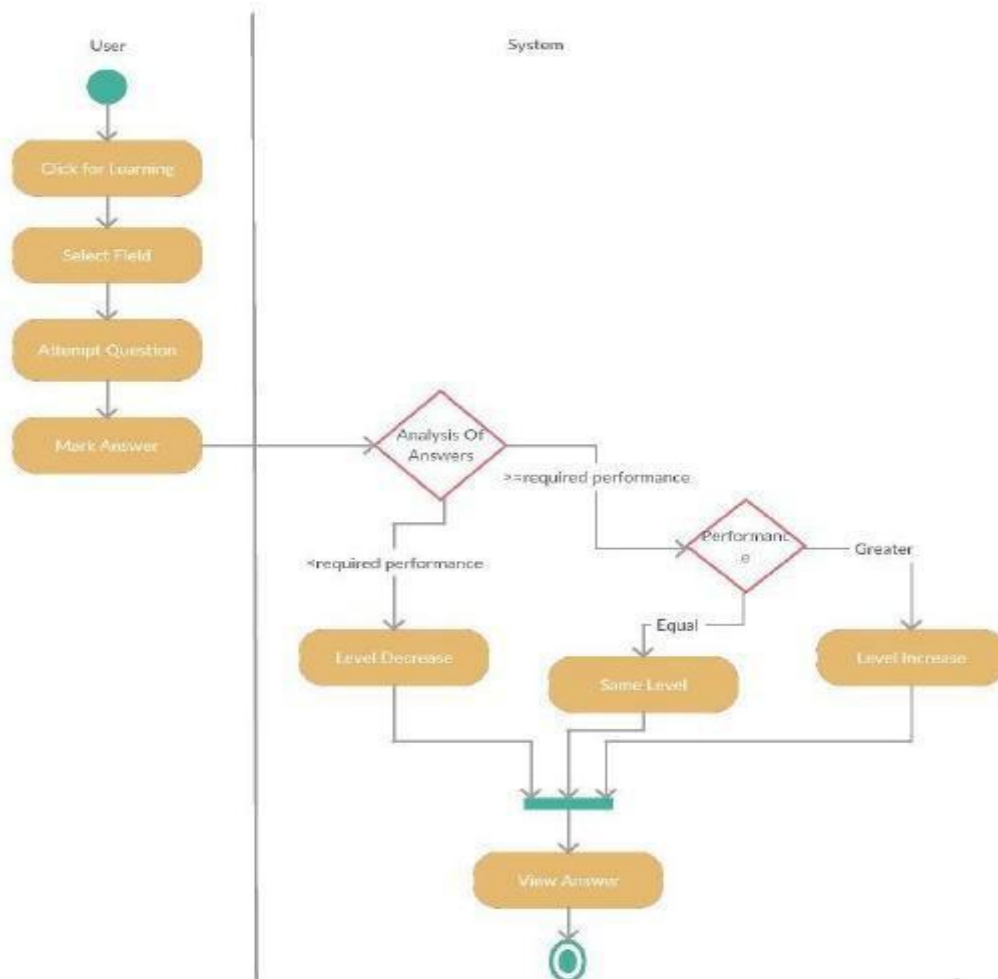 User
System
Click for Learning
Select Field
Attempt Question
Mark Answer
Analysis Of
Answers
>=required performance
Performanc
e
Greater
<required performance
Equal
Level Decrease
Same Level
Level Increase
View Answer